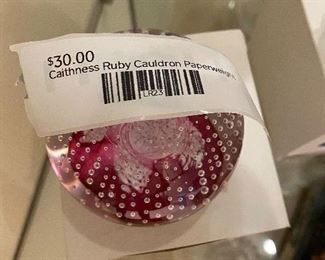 $30.00
Caithness Ruby Cauldron Paperweight
LR23